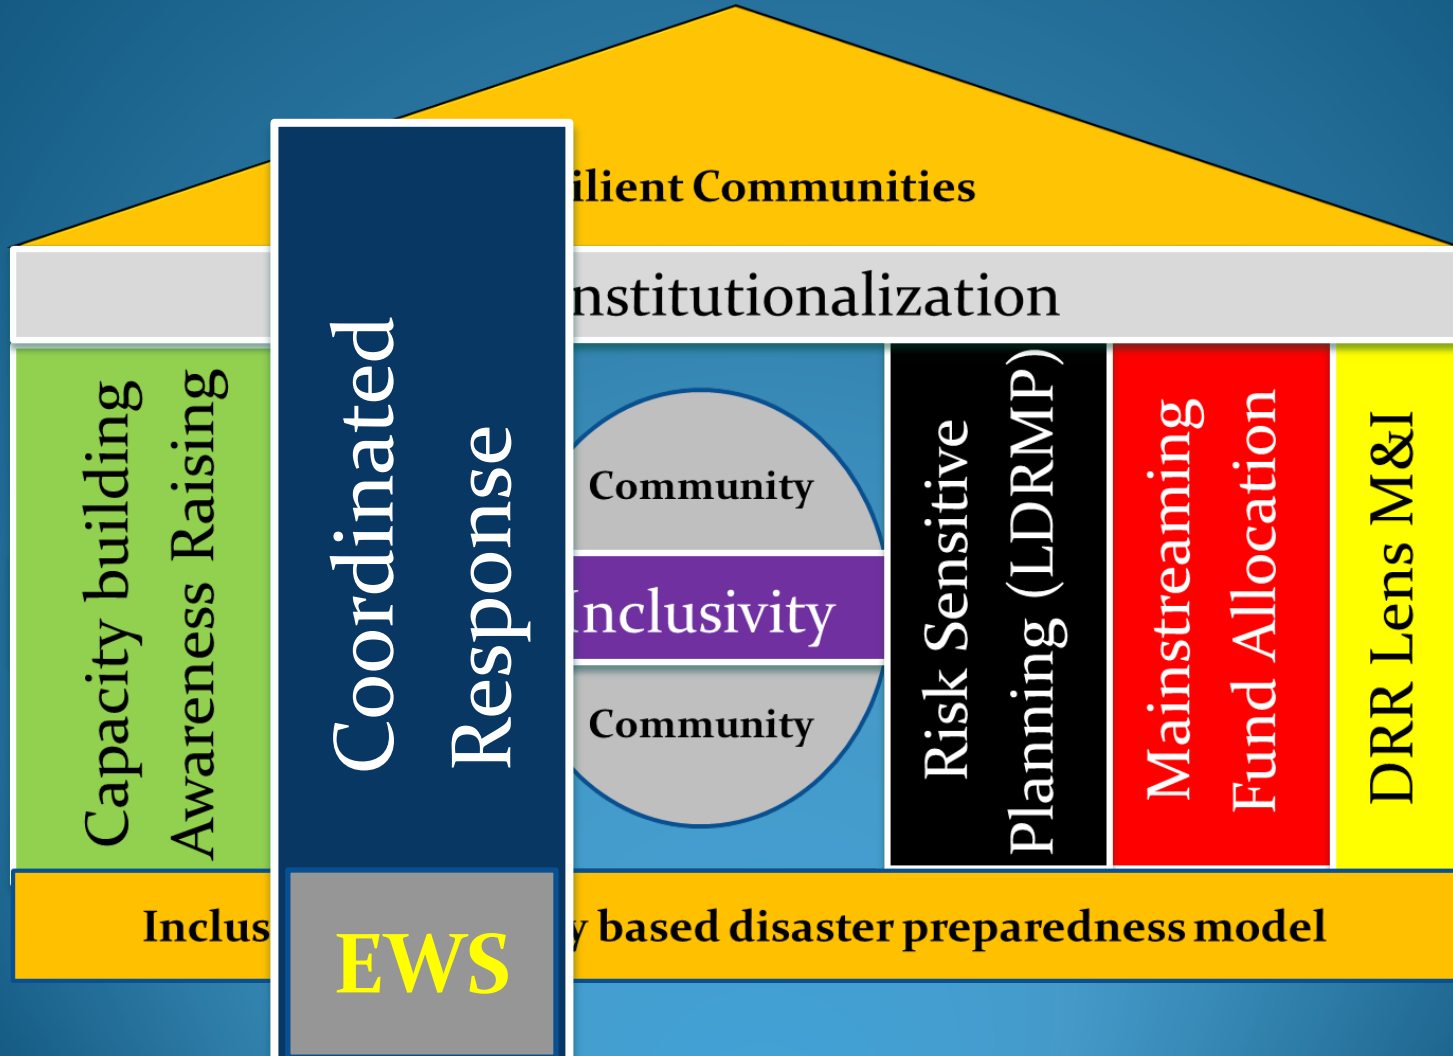 ilient Communities
nstitutionalization
Capacity building
Awareness Raising
Coordinated
Response
Community
Inclusivity
Community
Risk Sensitive
Planning (LDRMP)
Mainstreaming
Fund Allocation
DRR Lens M&I
Inclus
y based disaster preparedness model
EWS